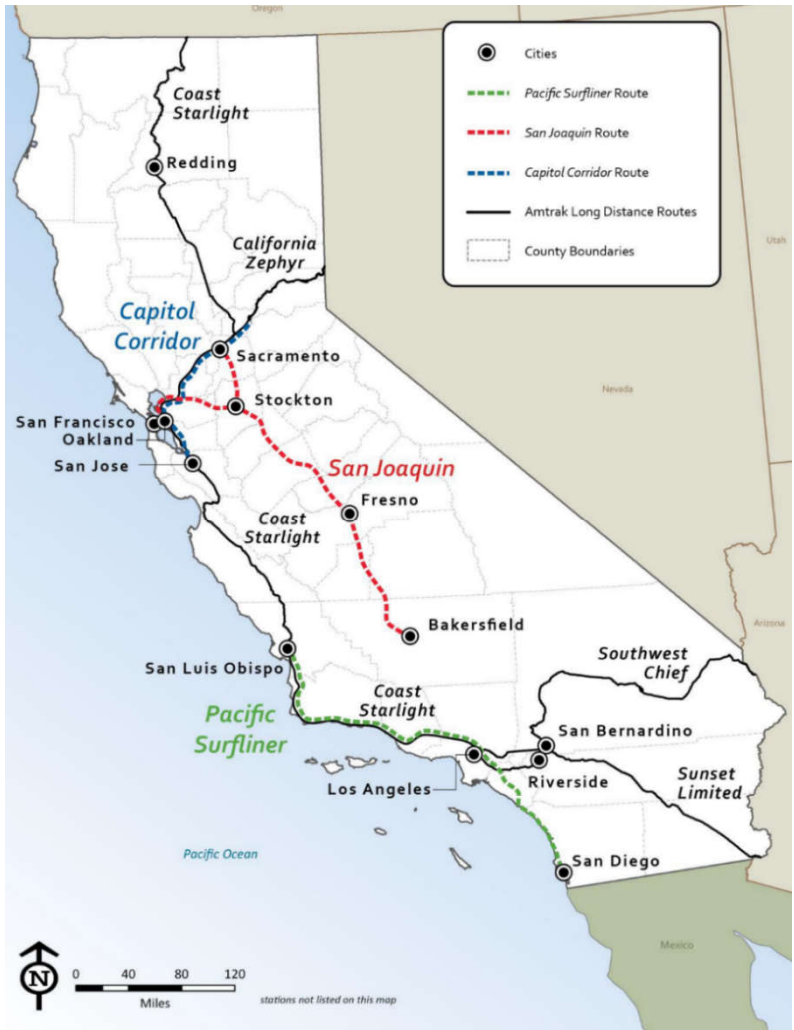 Oregon
Cities
Pacific Surfliner Route
San Joaquin Route
Capitol Corridor Route
Amtrak Long Distance Routes
County Boundaries
Coast
Starlight
Redding
California
Zephyr
Utah
Capitol
Corridor
Sacramento
Stockton
Nevada
San Francisco
Oakland
San Jose
San Joaquin
Fresno
Coast
Starlight
Bakersfield
Arizona
San Luis Obispo
Southwest
Chief
Coast
Starlight
Pacific
Surfliner
San Bernardino
Los Angeles
Riverside
Sunset
Limited
Pacific Ocean
San Diego
Mexico
N
0 40 80 120
Miles
stations not listed on this map